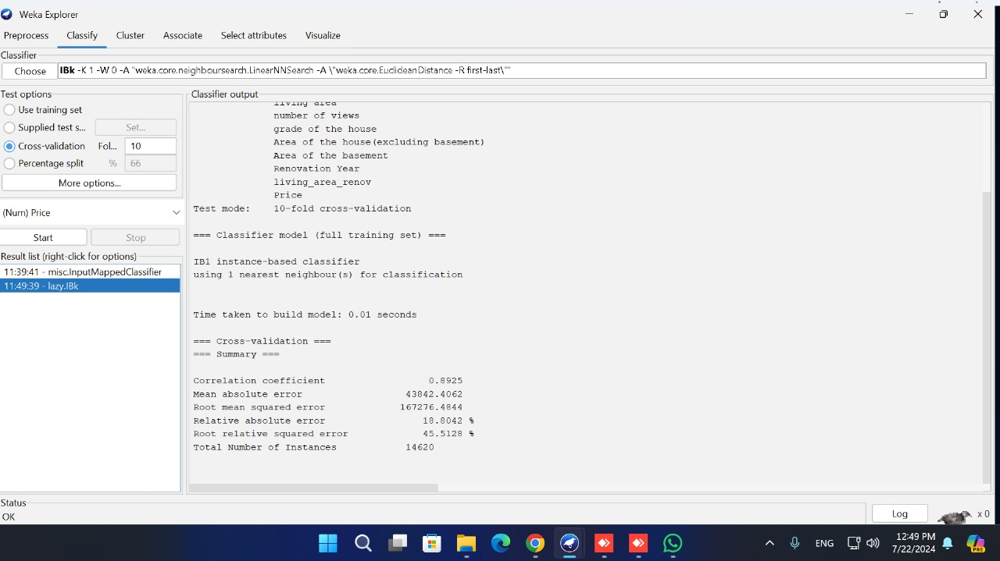 Weka Explorer
Preprocess Classify Cluster Associate Select attributes Visualize
Classifier
Choose IBk -K 1 -W 0 -A "weka.core.neighboursearch.LinearNNSearch -A \"weka.core.EuclideanDistance -R first-last\""
Test options
Use training set
Supplied test s... Set...
Cross-validation Fol... 10
Percentage split % 66
More options...
(Num) Price
Start Stop
Result list (right-click for options)
11:39:41 - misc.InputMappedClassifier
11:49:39 - lazy.IBk
Classifier output
living area
number of views
grade of the house
Area of the house(excluding basement)
Area of the basement
Renovation Year
living_area_renov
Price
Test mode: 10-fold cross-validation
=== Classifier model (full training set) ===
IB1 instance-based classifier
using 1 nearest neighbour(s) for classification
Time taken to build model: 0.01 seconds
=== Cross-validation ===
=== Summary ===
Correlation coefficient 0.8925
Mean absolute error 43842.4062
Root mean squared error 167276.4844
Relative absolute error 18.8042 %
Root relative squared error 45.5128 %
Total Number of Instances 14620
Status
OK
Log x 0
ENG
12:49 PM
7/22/2024
PRE